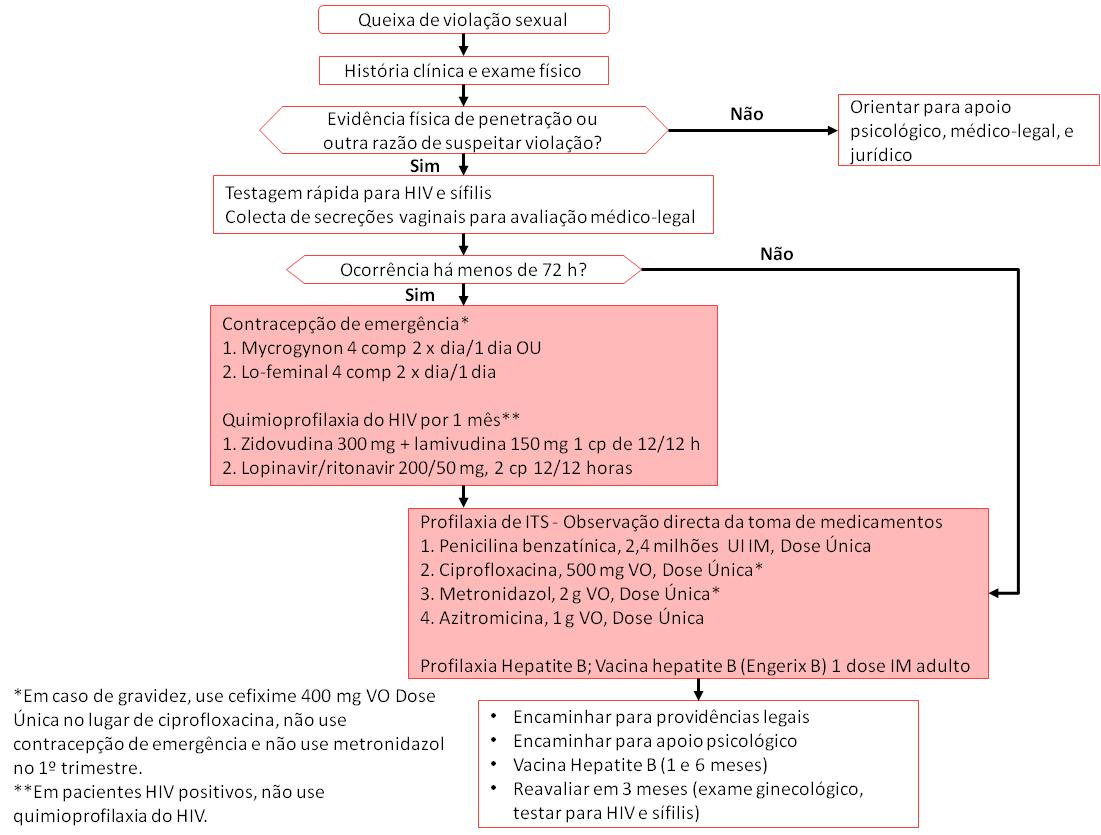 Queixa de violação sexual
História clínica e exame físico
Evidência física de penetração ou
outra razão de suspeitar violação?
Não
Orientar para apoio
psicológico, médico-legal, e
jurídico
Sim
Testagem rápida para HIV e sífilis
Colecta de secreções vaginais para avaliação médico-legal
Ocorrência há menos de 72 h?
Não
Sim
Contracepção de emergência*
1. Mycrogynon 4 comp 2 x dia/1 dia OU
2. Lo-feminal 4 comp 2 x dia/1 dia
Quimioprofilaxia do HIV por 1 mês**
1. Zidovudina 300 mg + lamivudina 150 mg 1 cp de 12/12 h
2. Lopinavir/ritonavir 200/50 mg, 2 cp 12/12 horas
Profilaxia de ITS - Observação directa da toma de medicamentos
1. Penicilina benzatínica, 2,4 milhões UI IM, Dose Única
2. Ciprofloxacina, 500 mg VO, Dose Única*
3. Metronidazol, 2 g VO, Dose Única*
4. Azitromicina, 1 g VO, Dose Única
Profilaxia Hepatite B; Vacina hepatite B (Engerix B) 1 dose IM adulto
*Em caso de gravidez, use cefixime 400 mg VO Dose
Única no lugar de ciprofloxacina, não use
contracepção de emergência e não use metronidazol
no 1º trimestre.
**Em pacientes HIV positivos, não use
quimioprofilaxia do HIV.
• Encaminhar para providências legais
• Encaminhar para apoio psicológico
• Vacina Hepatite B (1 e 6 meses)
• Reavaliar em 3 meses (exame ginecológico,
testar para HIV e sífilis)